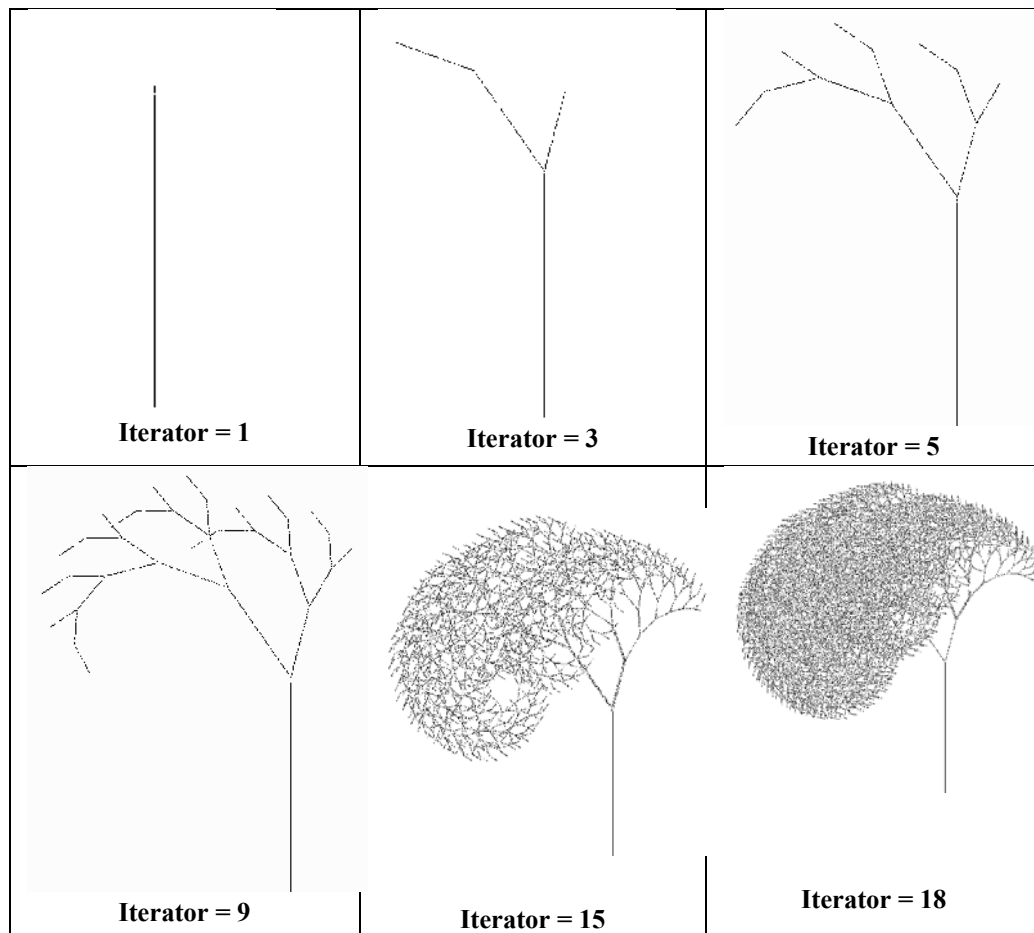 Iterator = 1
Iterator = 3
Iterator = 5
Iterator = 9
Iterator = 15
Iterator = 18